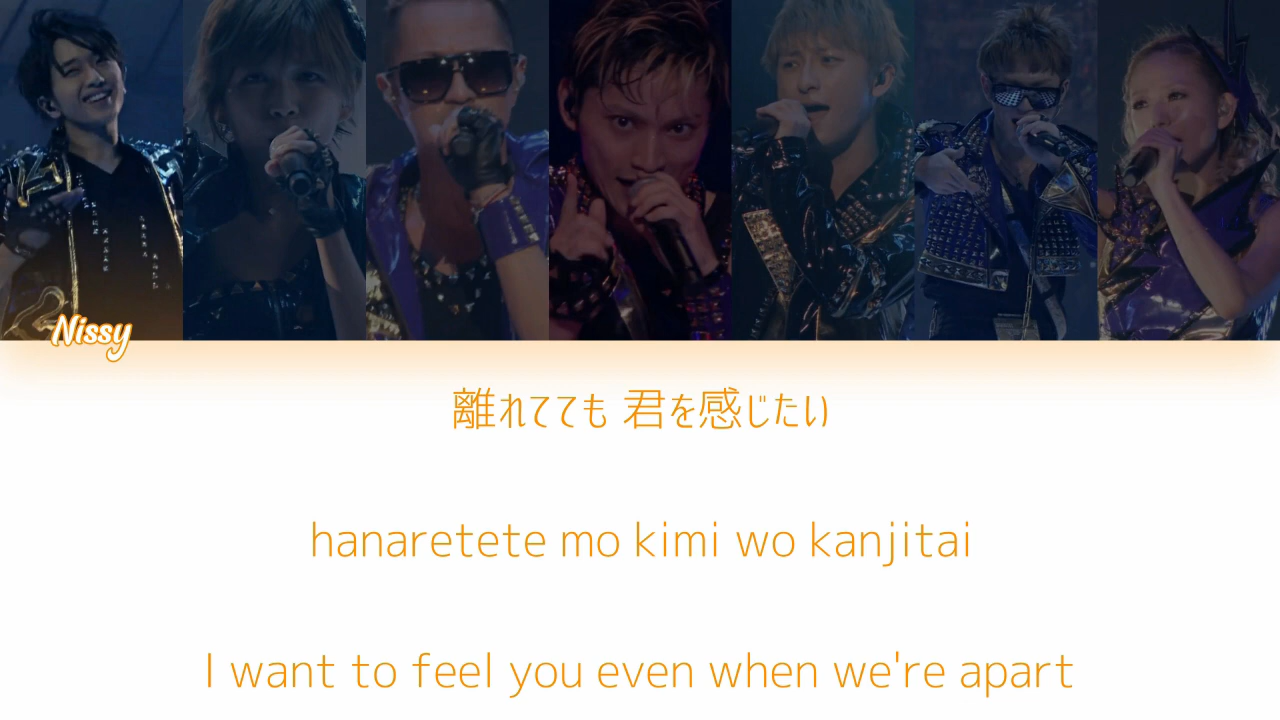 Nissy
離れてても 君を感じたい
hanaretete mo kimi wo kanjitai
I want to feel you even when we're apart